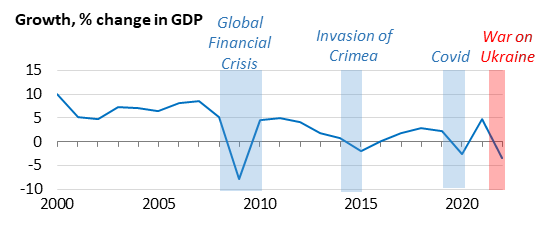 Growth, % change in GDP
Global
Financial
Crisis
Invasion of
Crimea
Covid
War on
Ukraine
15
10
5
0
-5
-10
2000
2005
2010
2015
2020